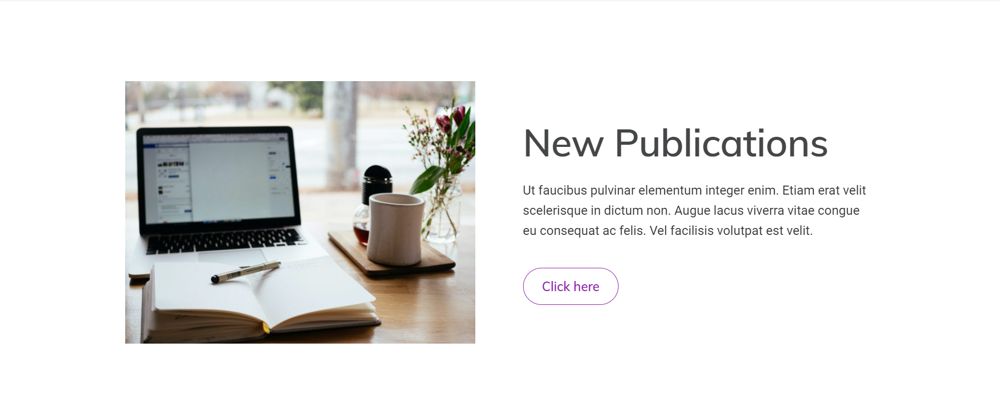 New Publications
Ut faucibus pulvinar elementum integer enim. Etiam erat velit
scelerisque in dictum non. Augue lacus viverra vitae congue
eu consequat ac felis. Vel facilisis volutpat est velit.
Click here